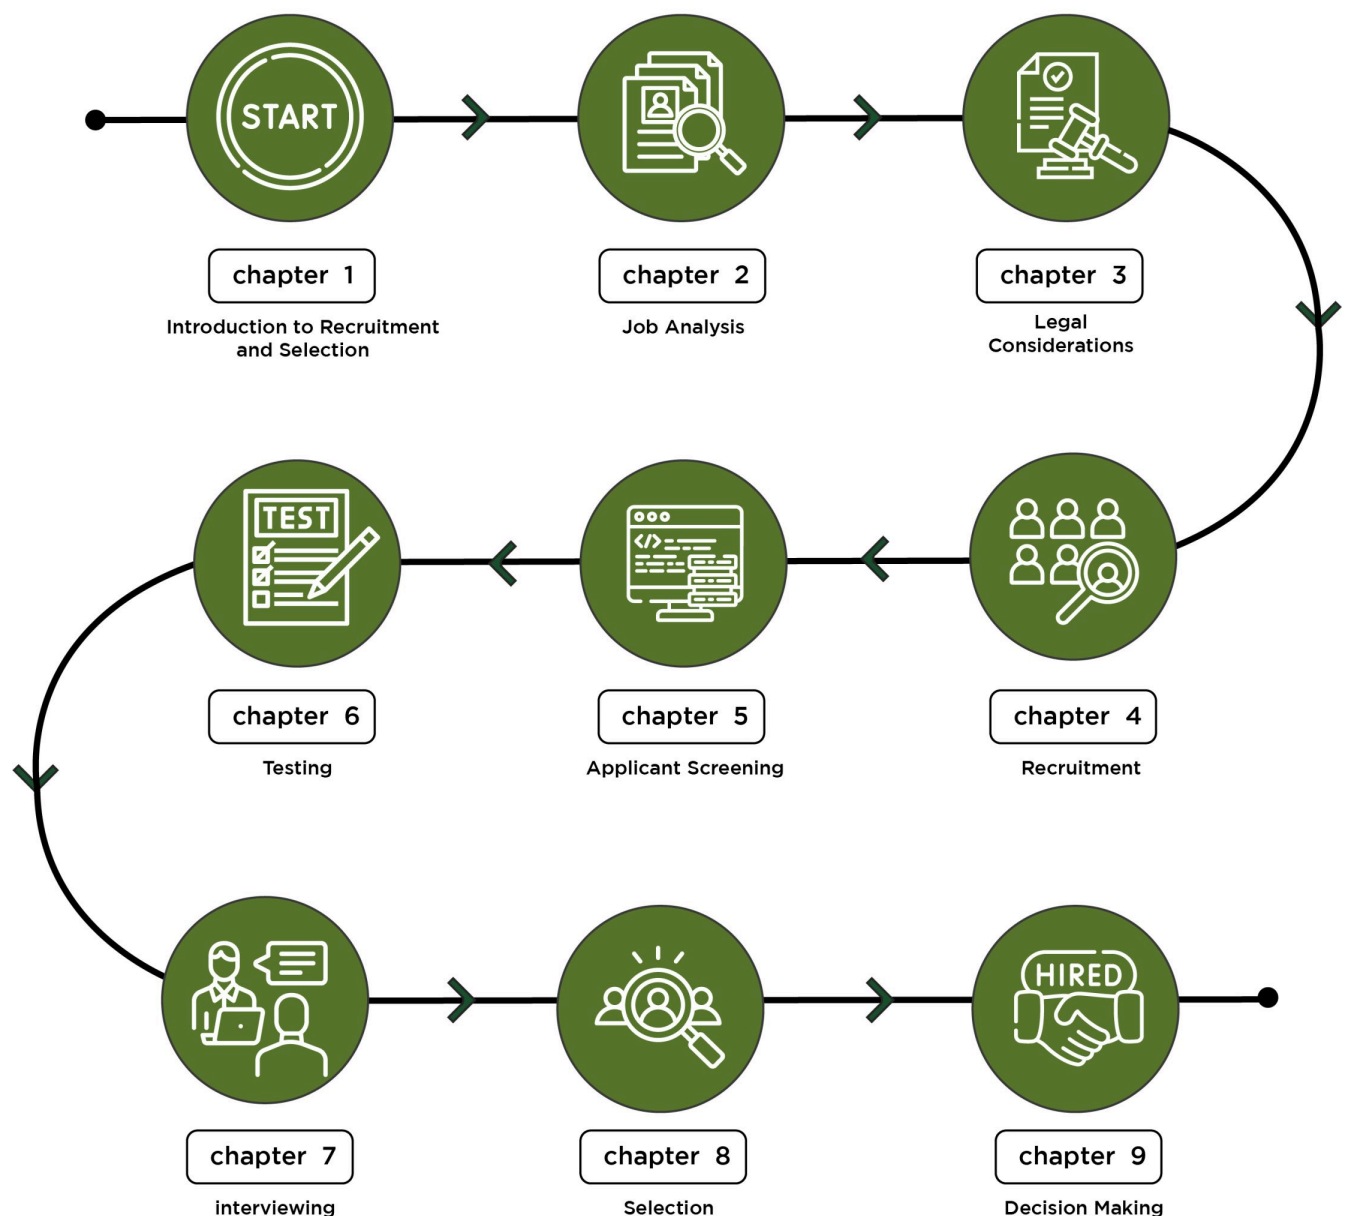 START
chapter 1
Introduction to Recruitment
and Selection
chapter 2
Job Analysis
chapter 3
Legal
Considerations
chapter 4
Recruitment
</>
chapter 5
Applicant Screening
TEST
chapter 6
Testing
chapter 7
interviewing
chapter 8
Selection
HIRED
chapter 9
Decision Making